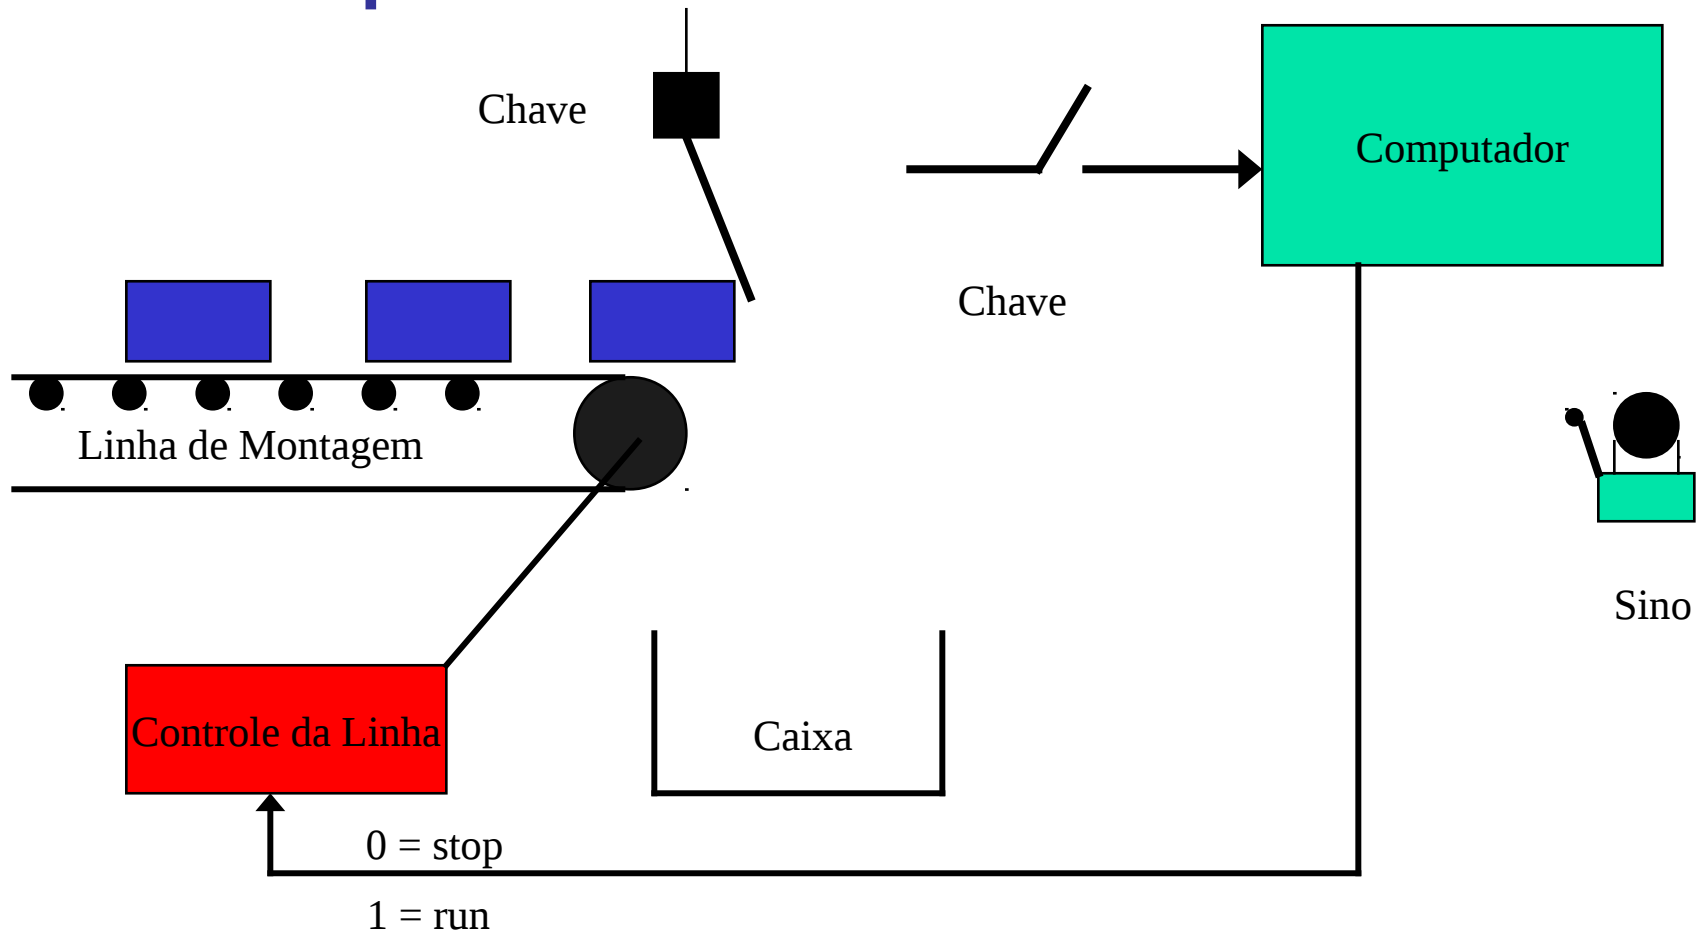 Chave
Computador
Chave
Linha de Montagem
Sino
Controle da Linha
Caixa
0 = stop
1 = run